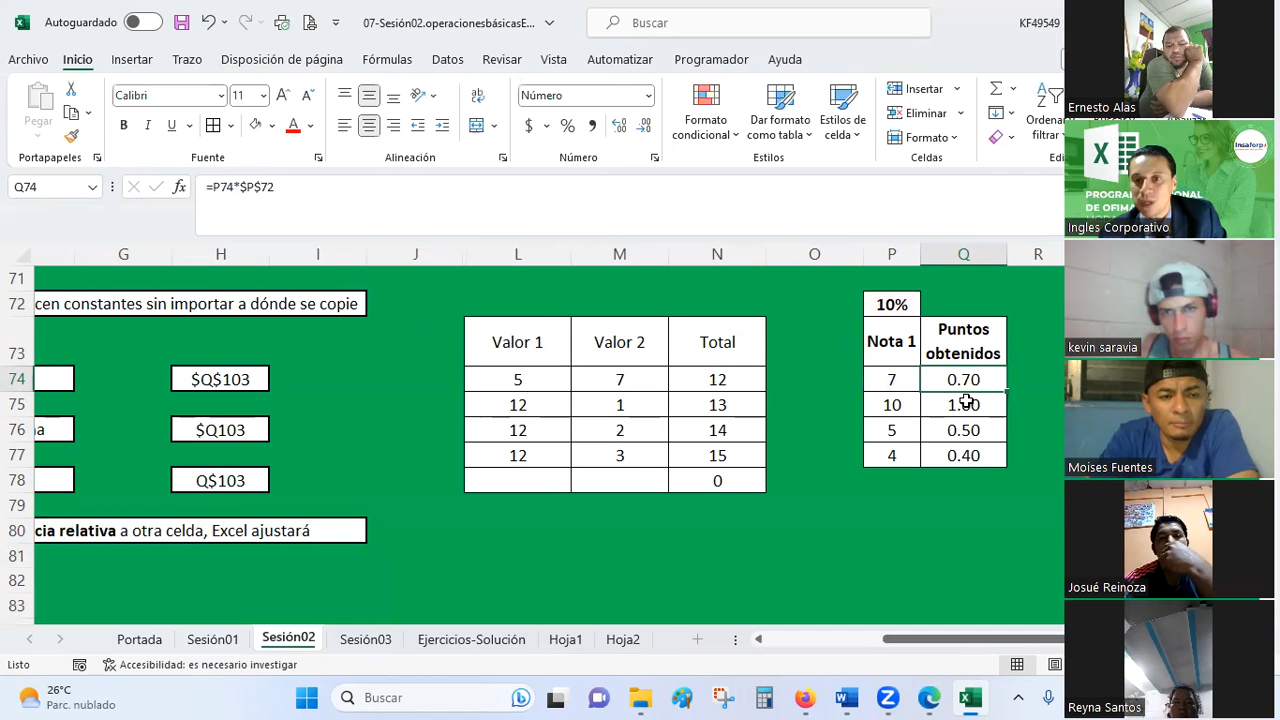 Autoguardado
07-Sesión02.operacionesbásicasE...
Buscar
KF49549
Archivo Inicio Insertar Trazo Disposición de página Fórmulas Datos Revisar Vista Automatizar Programador Ayuda
Pegar
Calibri 11
N K S
Número
Formato condicional
Dar formato como tabla
Estilos de celda
Insertar
Eliminar
Formato
Ordenar
filtrar
Portapapeles Fuente Alineación Número Estilos Celdas
Q74 fx =P74*$P$72
G H I J L M N O P Q R
71
72 cen constantes sin importar a dónde se copie 10%
73 Valor 1 Valor 2 Total Nota 1 Puntos obtenidos
74 $Q$103 5 7 12 7 0.70
75 12 1 13 10
76 na $Q103 12 2 14 5 0.50
77 12 3 15 4 0.40
78 Q$103 0
79
80 cia relativa a otra celda, Excel ajustará
81
82
83
Portada Sesión01 Sesión02 Sesión03 Ejercicios-Solución Hoja1 Hoja2
Listo Accesibilidad: es necesario investigar
26°C
Parc. nublado
Buscar
Ernesto Alas
Insaforp
PROGRA
ONAL
DE OFIMÁ
Ingles Corporativo
kevin saravia
Moises Fuentes
Josué Reinoza
Reyna Santos